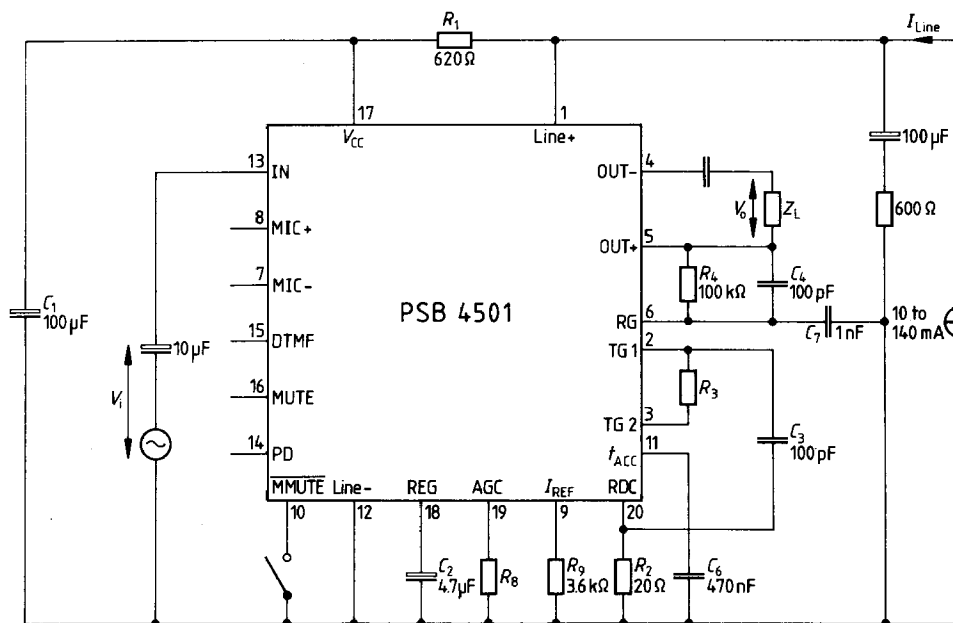 R1
620Ω
ILine
17
1
VCC
Line+
100µF
13
IN
OUT−
4
8
MIC+
Vo
ZL
600Ω
OUT+
5
7
MIC−
R4
100kΩ
C4
100pF
C1
100µF
PSB 4501
RG
6
C7
1nF
10 to
140mA
10µF
15
DTMF
TG1
2
Vi
16
MUTE
R3
TG2
3
C3
100pF
14
PD
tACC
11
MMUTE
Line−
REG
AGC
IREF
RDC
10
12
18
19
9
20
C2
4.7µF
R8
R9
3.6kΩ
R2
20Ω
C6
470nF